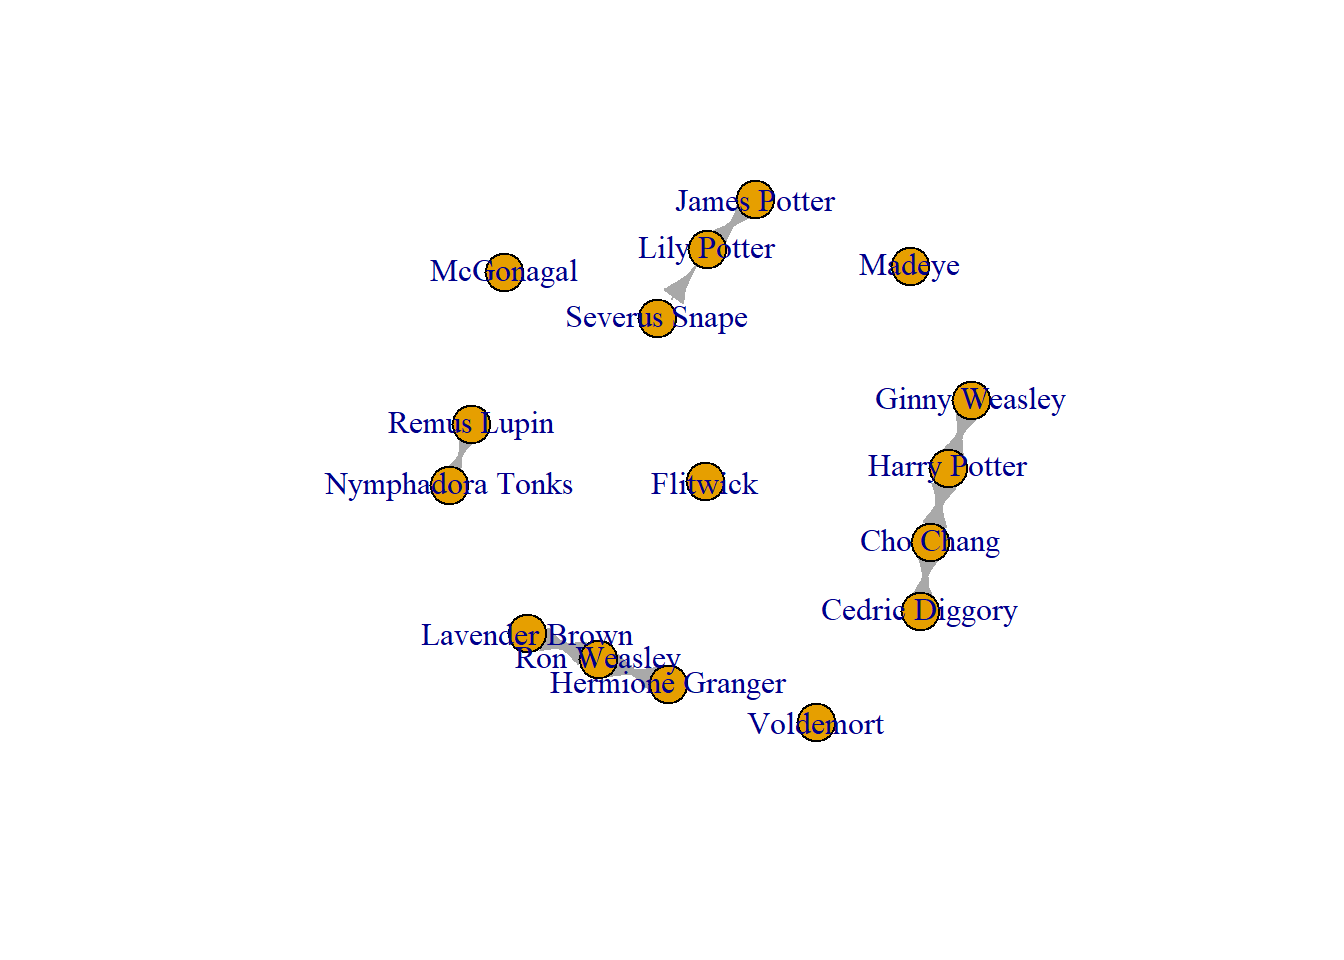 James Potter
Lily Potter
McGonagal
Madeye
Severus Snape
Ginny Weasley
Remus Lupin
Harry Potter
Nymphadora Tonks
Flitwick
Cho Chang
Cedric Diggory
Lavender Brown
Ron Weasley
Hermione Granger
Voldemort